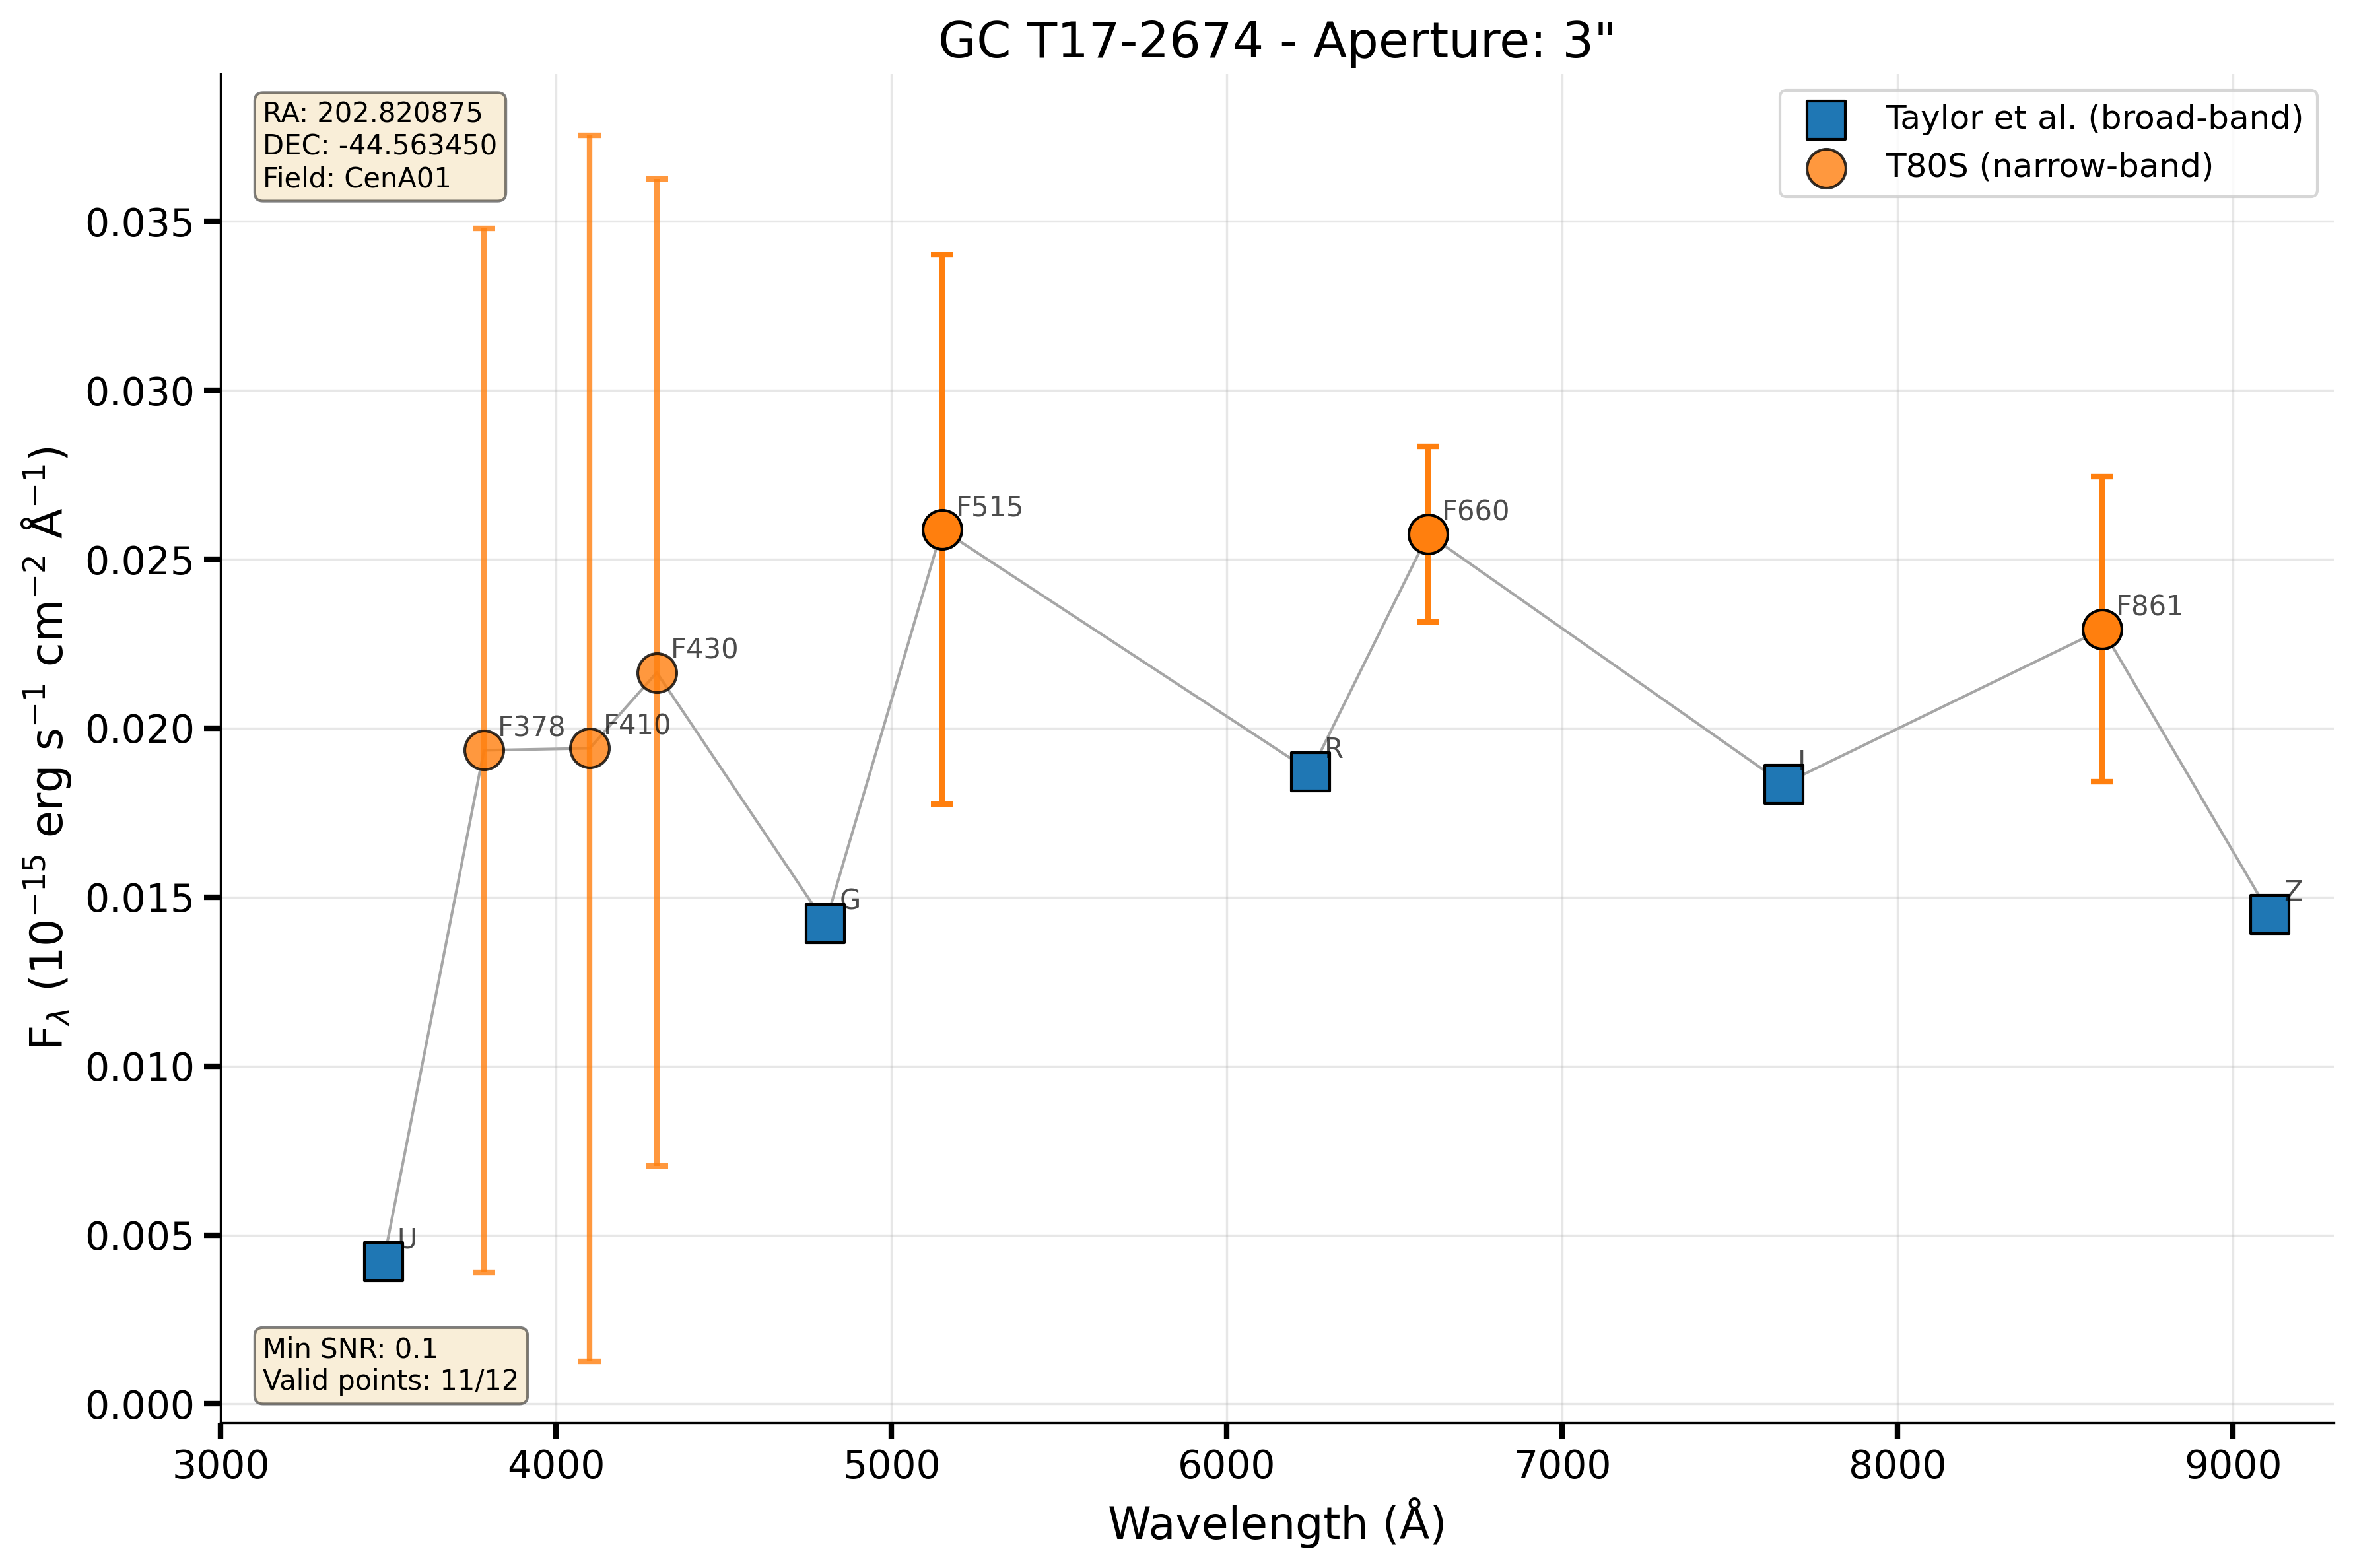 GC T17-2674 - Aperture: 3"
RA: 202.820875
DEC: -44.563450
Field: CenA01
Taylor et al. (broad-band)
T80S (narrow-band)
0.035
0.030
0.025
0.020
0.015
0.010
0.005
0.000
F_λ (10⁻¹⁵ erg s⁻¹ cm⁻² Å⁻¹)
U
F378
F410
F430
G
F515
R
F660
I
F861
Z
Min SNR: 0.1
Valid points: 11/12
3000 4000 5000 6000 7000 8000 9000
Wavelength (Å)